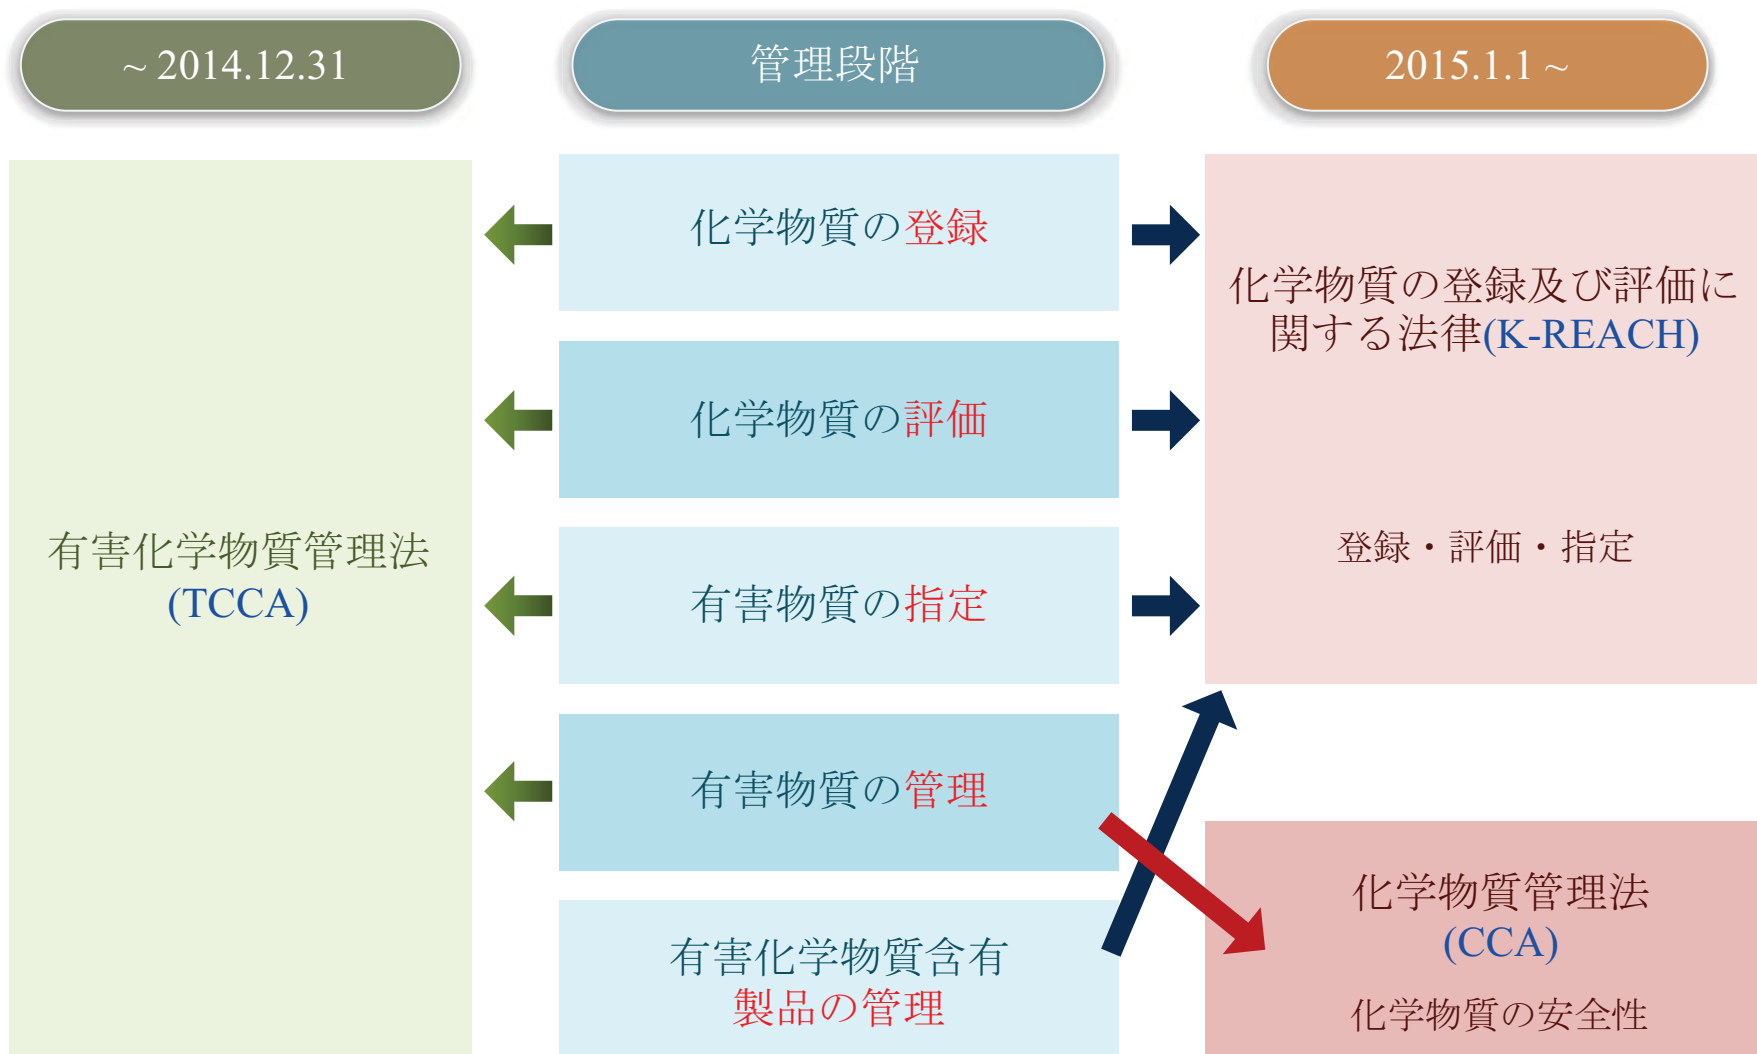 ~ 2014.12.31
管理段階
2015.1.1 ~
有害化学物質管理法
(TCCA)
化学物質の登録
化学物質の評価
有害物質の指定
有害物質の管理
有害化学物質含有
製品の管理
化学物質の登録及び評価に
関する法律(K-REACH)
登録・評価・指定
化学物質管理法
(CCA)
化学物質の安全性